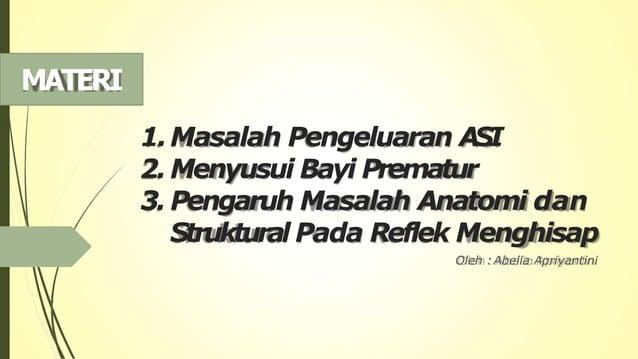 MATERI
1. Masalah Pengeluaran ASI
2. Menyusui Bayi Prematur
3. Pengaruh Masalah Anatomi dan
Struktural Pada Reflek Menghisap
Oleh : Abelia Apriyantini